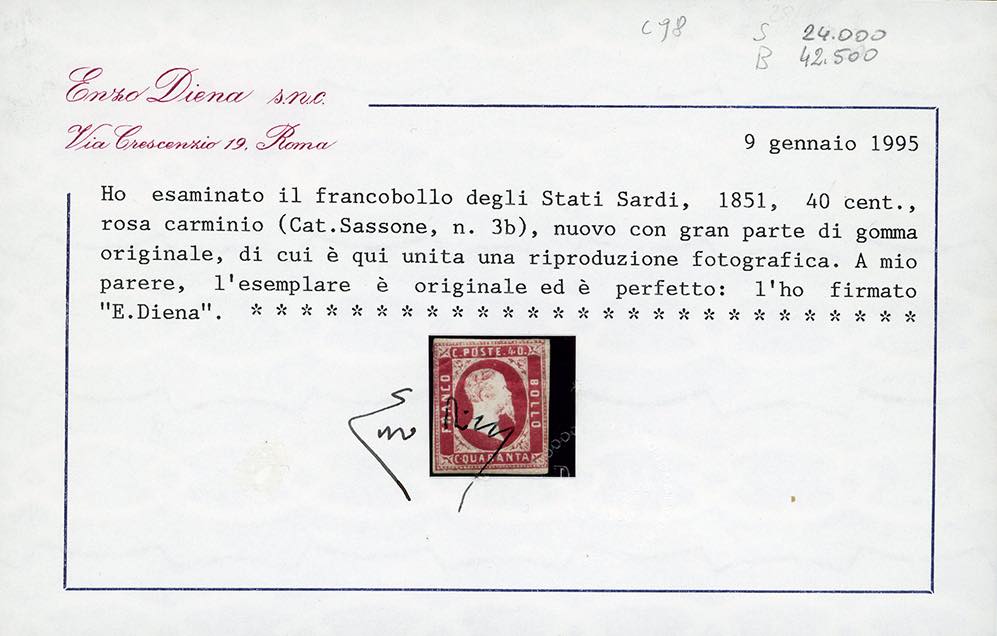 c98 S 24.000
B 42.500
Enzo Diena s.n.c.
Via Crescenzio 19, Roma
9 gennaio 1995
Ho esaminato il francobollo degli Stati Sardi, 1851, 40 cent.,
rosa carminio (Cat.Sassone, n. 3b), nuovo con gran parte di gomma
originale, di cui è qui unita una riproduzione fotografica. A mio
parere, l'esemplare è originale ed è perfetto: l'ho firmato
"E.Diena". * * * * * * * * * * * * * * * * * * * * * * * * * * *
C.POSTE.40.
FRANCO
BOLLO
C.QUARANTA